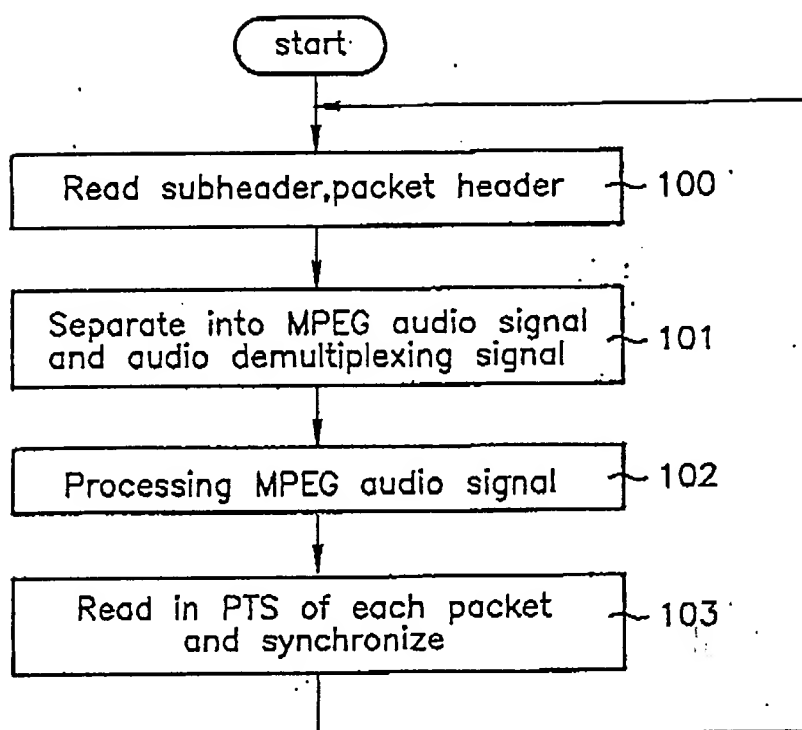 start
Read subheader,packet header
100
Separate into MPEG audio signal
and audio demultiplexing signal
101
Processing MPEG audio signal
102
Read in PTS of each packet
and synchronize
103